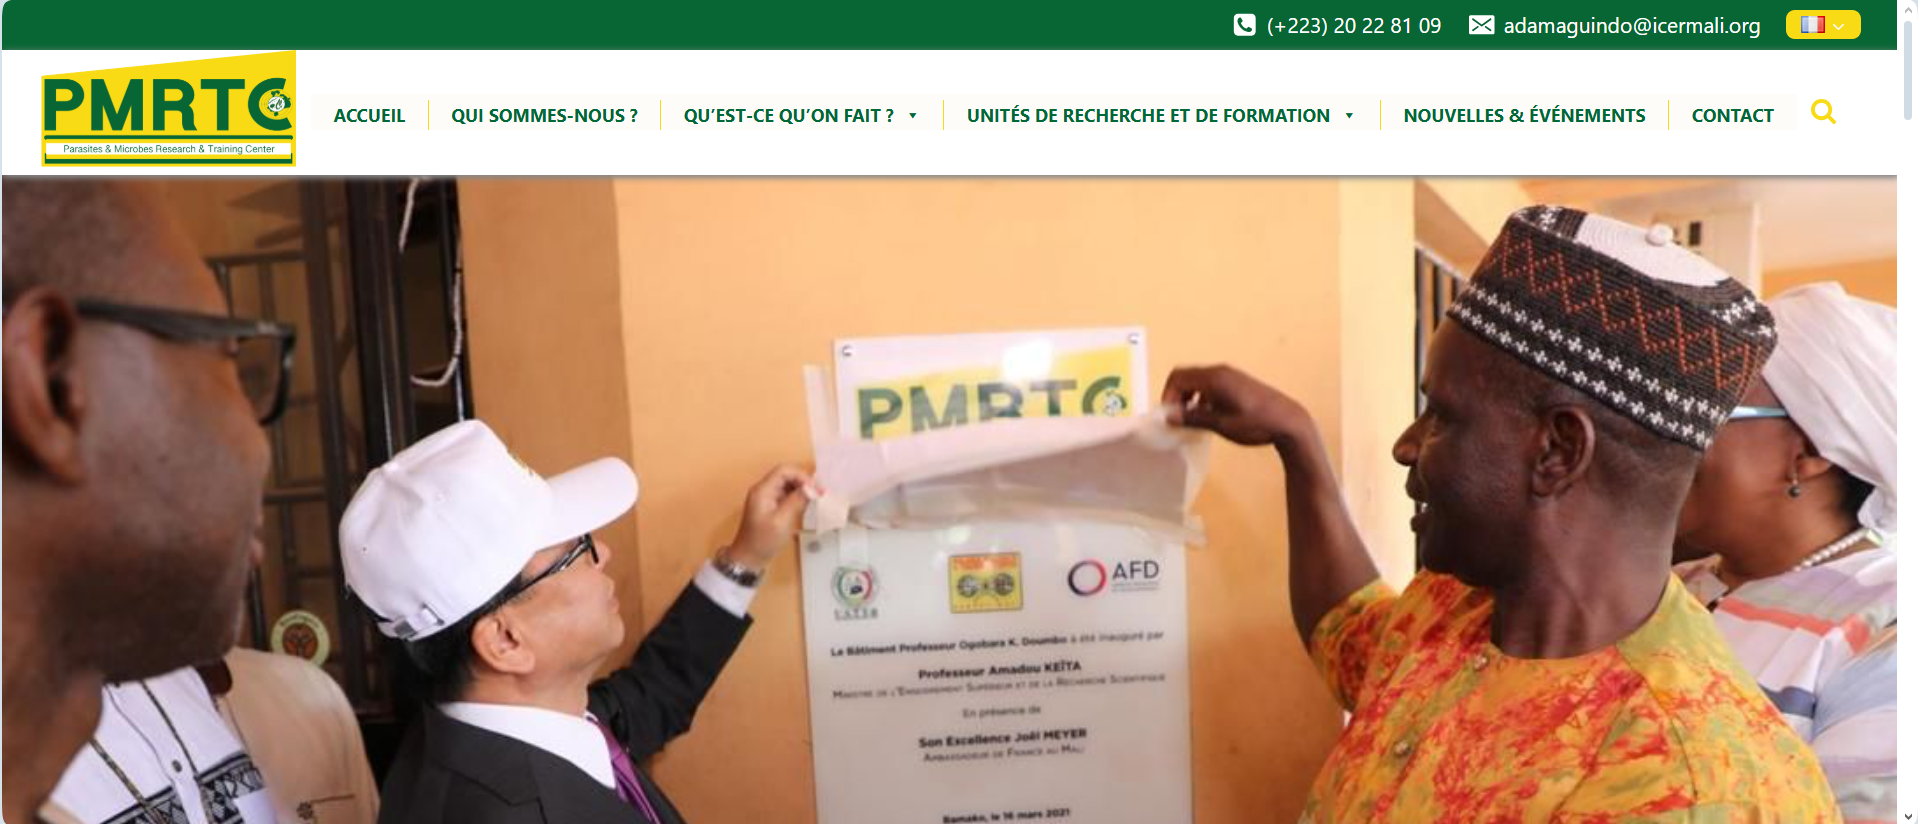 (+223) 20 22 81 09 adamaguindo@icermali.org
PMRTC
Parasites & Microbes Research & Training Center
ACCUEIL QUI SOMMES-NOUS ? QU’EST-CE QU’ON FAIT ? UNITÉS DE RECHERCHE ET DE FORMATION NOUVELLES & ÉVÉNEMENTS CONTACT
PMRTC
AFD
Le Bâtiment Professeur Ogobara K. Doumbo à été inauguré par
Professeur Amadou KEÏTA
Ministre de l'Enseignement Supérieur et de la Recherche Scientifique
En présence de
Son Excellence Joël MEYER
Ambassadeur de France au Mali
Bamako, le 16 mars 2021